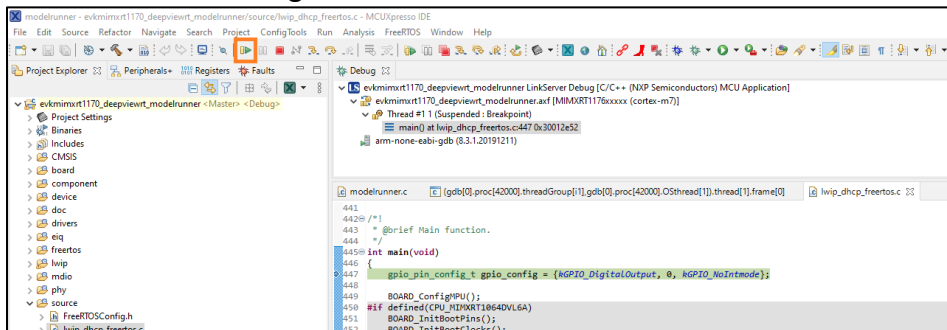 modelrunner - evkmimxrt1170_deepviewrt_modelrunner/source/lwip_dhcp_freertos.c - MCUXpresso IDE
File Edit Source Refactor Navigate Search Project ConfigTools Run Analysis FreeRTOS Window Help
Project Explorer Peripherals+ Registers Faults
evkmimxrt1170_deepviewrt_modelrunner <Master> <Debug>
Project Settings
Binaries
Includes
CMSIS
board
component
device
doc
drivers
eiq
freertos
lwip
mdio
phy
source
FreeRTOSConfig.h
lwip_dhcp_freertos.c
Debug
LS evkmimxrt1170_deepviewrt_modelrunner LinkServer Debug [C/C++ (NXP Semiconductors) MCU Application]
evkmimxrt1170_deepviewrt_modelrunner.axf [MIMXRT1176xxxxx (cortex-m7)]
Thread #1 1 (Suspended : Breakpoint)
main() at lwip_dhcp_freertos.c:447 0x30012e52
arm-none-eabi-gdb (8.3.1.20191211)
modelrunner.c (gdb[0].proc[42000].threadGroup[i1],gdb[0].proc[42000].OSthread[1]).thread[1].frame[0] lwip_dhcp_freertos.c
441
442 /*!
443 * @brief Main function.
444 */
445 int main(void)
446 {
447 gpio_pin_config_t gpio_config = {kGPIO_DigitalOutput, 0, kGPIO_NoIntmode};
448
449 BOARD_ConfigMPU();
450 #if defined(CPU_MIMXRT1064DVL6A)
451 BOARD_InitBootPins();
452 BOARD_InitBootClocks();